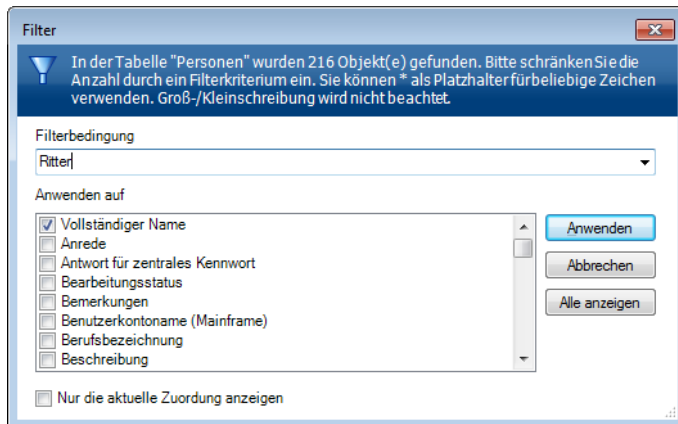 Filter
In der Tabelle "Personen" wurden 216 Objekt(e) gefunden. Bitte schränken Sie die
Anzahl durch ein Filterkriterium ein. Sie können * als Platzhalter für beliebige Zeichen
verwenden. Groß-/Kleinschreibung wird nicht beachtet.
Filterbedingung
Ritter
Anwenden auf
Vollständiger Name
Anrede
Antwort für zentrales Kennwort
Bearbeitungsstatus
Bemerkungen
Benutzerkontoname (Mainframe)
Berufsbezeichnung
Beschreibung
Anwenden
Abbrechen
Alle anzeigen
Nur die aktuelle Zuordung anzeigen